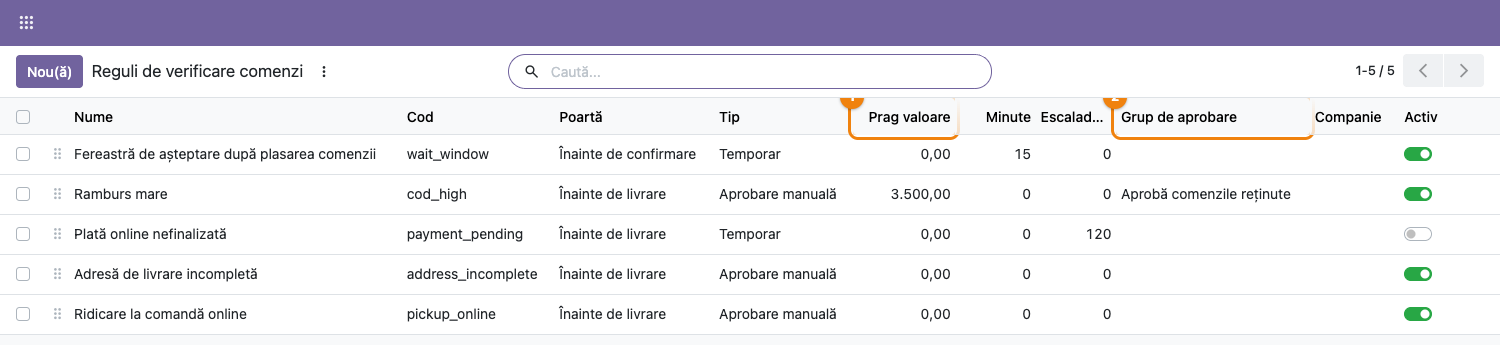 Nou(ă) Reguli de verificare comenzi Caută... 1-5 / 5
Nume Cod Poartă Tip Prag valoare Minute Escalad... Grup de aprobare Companie Activ
Fereastră de așteptare după plasarea comenzii wait_window Înainte de confirmare Temporar 0,00 15 0
Ramburs mare cod_high Înainte de livrare Aprobare manuală 3.500,00 0 0 Aprobă comenzile reținute
Plată online nefinalizată payment_pending Înainte de livrare Temporar 0,00 0 120
Adresă de livrare incompletă address_incomplete Înainte de livrare Aprobare manuală 0,00 0 0
Ridicare la comandă online pickup_online Înainte de livrare Aprobare manuală 0,00 0 0